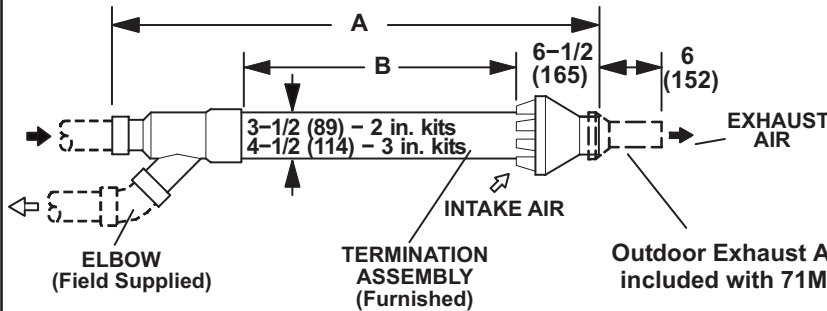 A
B
6−1/2
(165)
6
(152)
3−1/2 (89) − 2 in. kits
4−1/2 (114) − 3 in. kits
EXHAUST
AIR
INTAKE AIR
ELBOW
(Field Supplied)
TERMINATION
ASSEMBLY
(Furnished)
Outdoor Exhaust
included with